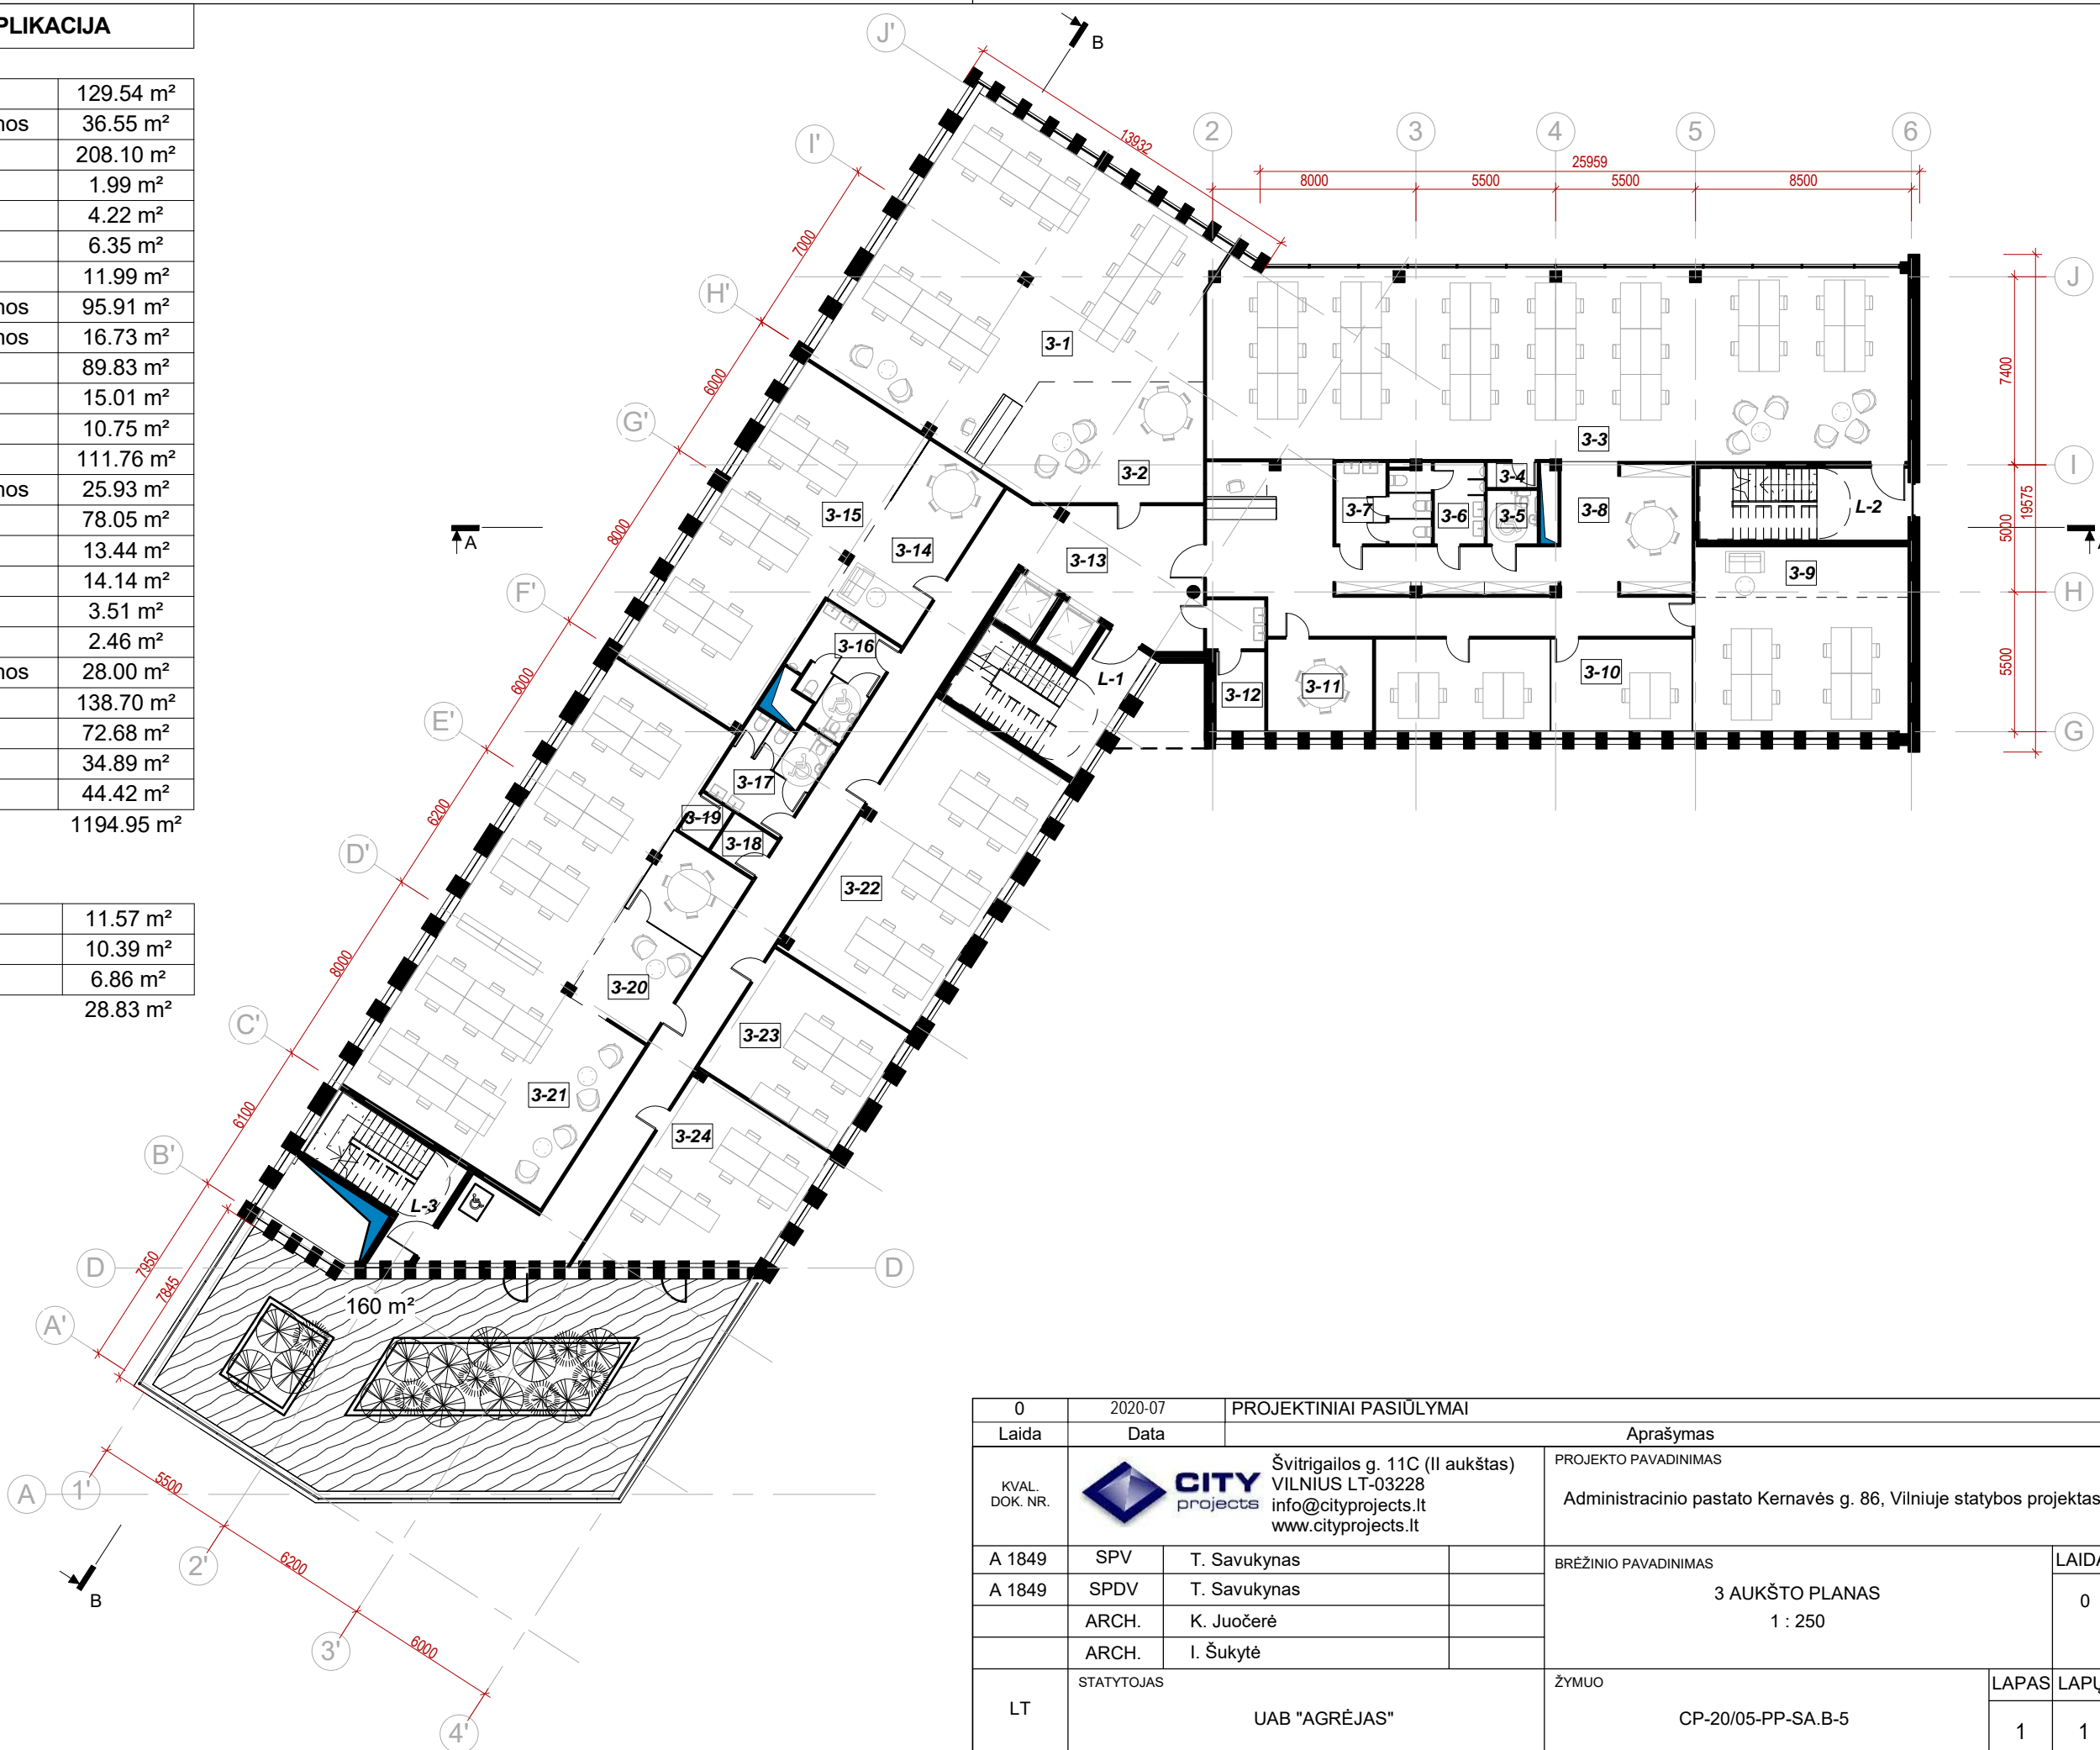 PLIKACIJA
129.54 m²
nos 36.55 m²
208.10 m²
1.99 m²
4.22 m²
6.35 m²
11.99 m²
nos 95.91 m²
nos 16.73 m²
89.83 m²
15.01 m²
10.75 m²
111.76 m²
nos 25.93 m²
78.05 m²
13.44 m²
14.14 m²
3.51 m²
2.46 m²
nos 28.00 m²
138.70 m²
72.68 m²
34.89 m²
44.42 m²
1194.95 m²
11.57 m²
10.39 m²
6.86 m²
28.83 m²
J'
B
I'
13932
2
3
4
5
6
25959
8000
5500
5500
8500
7000
H'
J
3-1
6000
7400
G'
3-3
3-2
I
3-4
3-15
3-7
3-6
3-5
3-8
L-2
19575
8000
A
5000
3-14
3-13
3-9
F'
H
3-16
6000
L-1
3-12
3-11
3-10
5500
E'
G
3-17
3-19
3-18
6200
D'
3-22
8000
3-20
C'
3-23
3-21
6100
3-24
B'
L-3
7950
7845
D
D
160 m²
A'
A
1'
5500
2'
6200
B
3'
6000
4'
0 2020-07 PROJEKTINIAI PASIŪLYMAI
Laida Data Aprašymas
KVAL.
DOK. NR.
CITY
projects
Švitrigailos g. 11C (II aukštas)
VILNIUS LT-03228
info@cityprojects.lt
www.cityprojects.lt
PROJEKTO PAVADINIMAS
Administracinio pastato Kernavės g. 86, Vilniuje statybos projektas
A 1849 SPV T. Savukynas
A 1849 SPDV T. Savukynas
ARCH. K. Juočerė
ARCH. I. Šukytė
BRĖŽINIO PAVADINIMAS
3 AUKŠTO PLANAS
1 : 250
LAIDA
0
LT
STATYTOJAS
UAB "AGRĖJAS"
ŽYMUO
CP-20/05-PP-SA.B-5
LAPAS LAPŲ
1 1